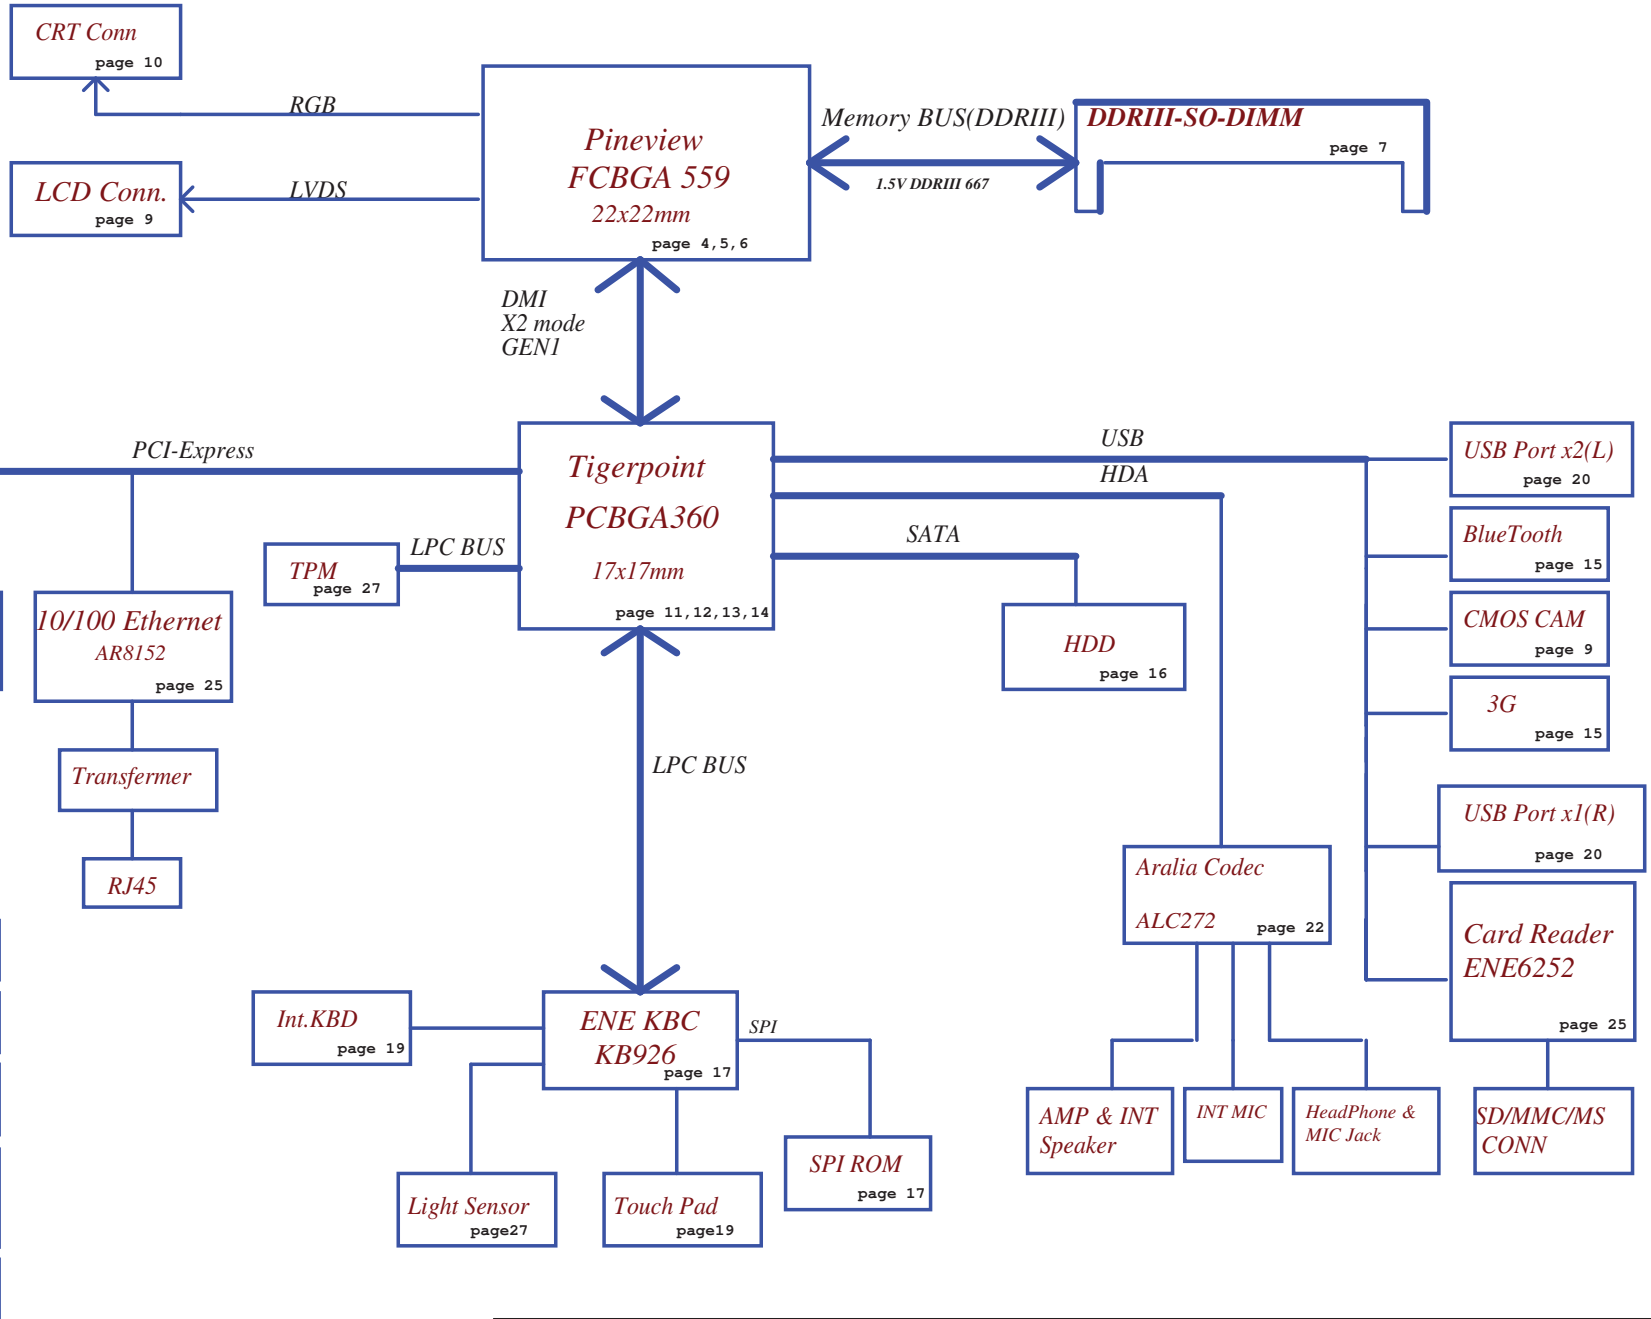 CRT Conn
page 10
RGB
LCD Conn.
page 9
LVDS
Pineview
FCBGA 559
22x22mm
page 4,5,6
Memory BUS(DDRIII)
1.5V DDRIII 667
DDRIII-SO-DIMM
page 7
DMI
X2 mode
GEN1
PCI-Express
Tigerpoint
PCBGA360
17x17mm
page 11,12,13,14
LPC BUS
TPM
page 27
10/100 Ethernet
AR8152
page 25
Transfermer
RJ45
USB
HDA
SATA
HDD
page 16
USB Port x2(L)
page 20
BlueTooth
page 15
CMOS CAM
page 9
3G
page 15
USB Port x1(R)
page 20
Card Reader
ENE6252
page 25
SD/MMC/MS
CONN
Aralia Codec
ALC272
page 22
AMP & INT
Speaker
INT MIC
HeadPhone &
MIC Jack
LPC BUS
Int.KBD
page 19
ENE KBC
KB926
page 17
SPI
SPI ROM
page 17
Light Sensor
page27
Touch Pad
page19